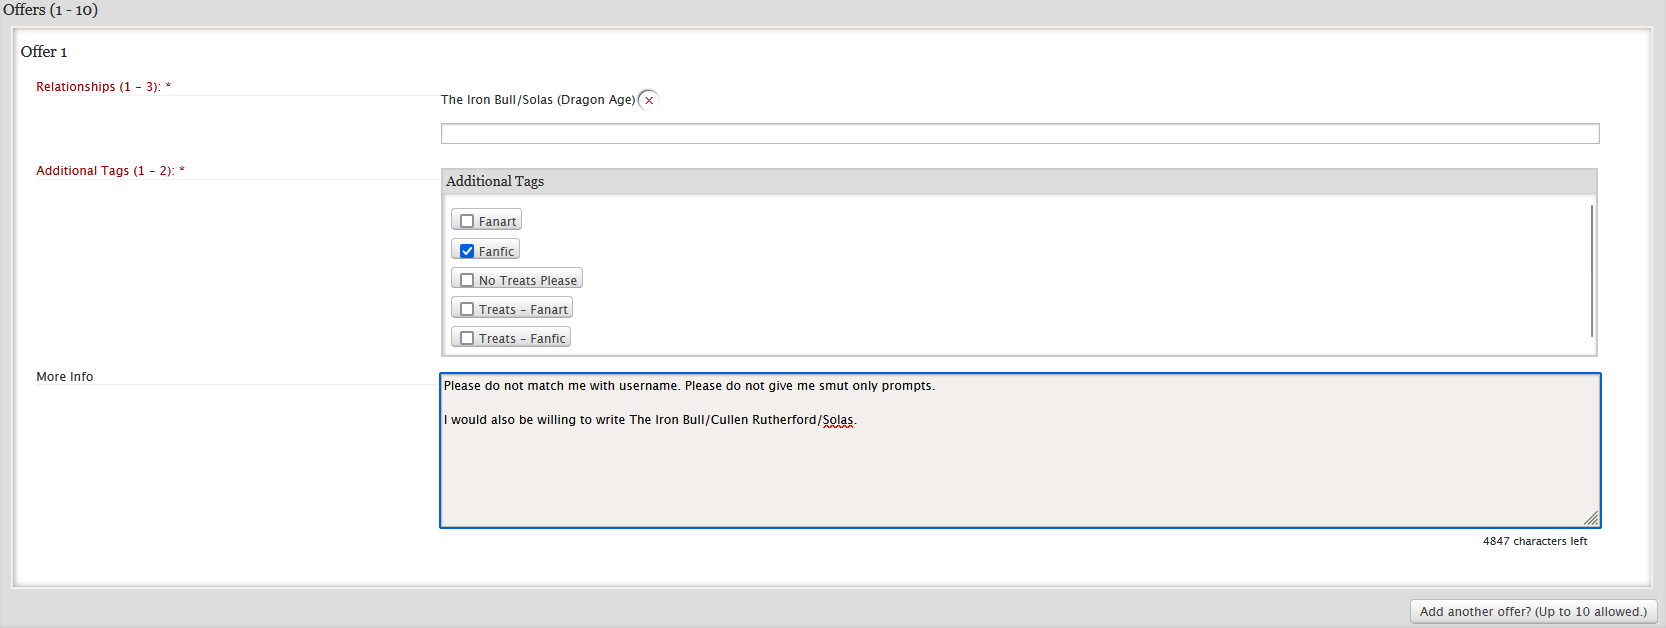 Offers (1 - 10)
Offer 1
Relationships (1 - 3): *
The Iron Bull/Solas (Dragon Age) ×
Additional Tags (1 - 2): *
Additional Tags
Fanart
Fanfic
No Treats Please
Treats - Fanart
Treats - Fanfic
More Info
Please do not match me with username. Please do not give me smut only prompts.
I would also be willing to write The Iron Bull/Cullen Rutherford/Solas.
4847 characters left
Add another offer? (Up to 10 allowed.)